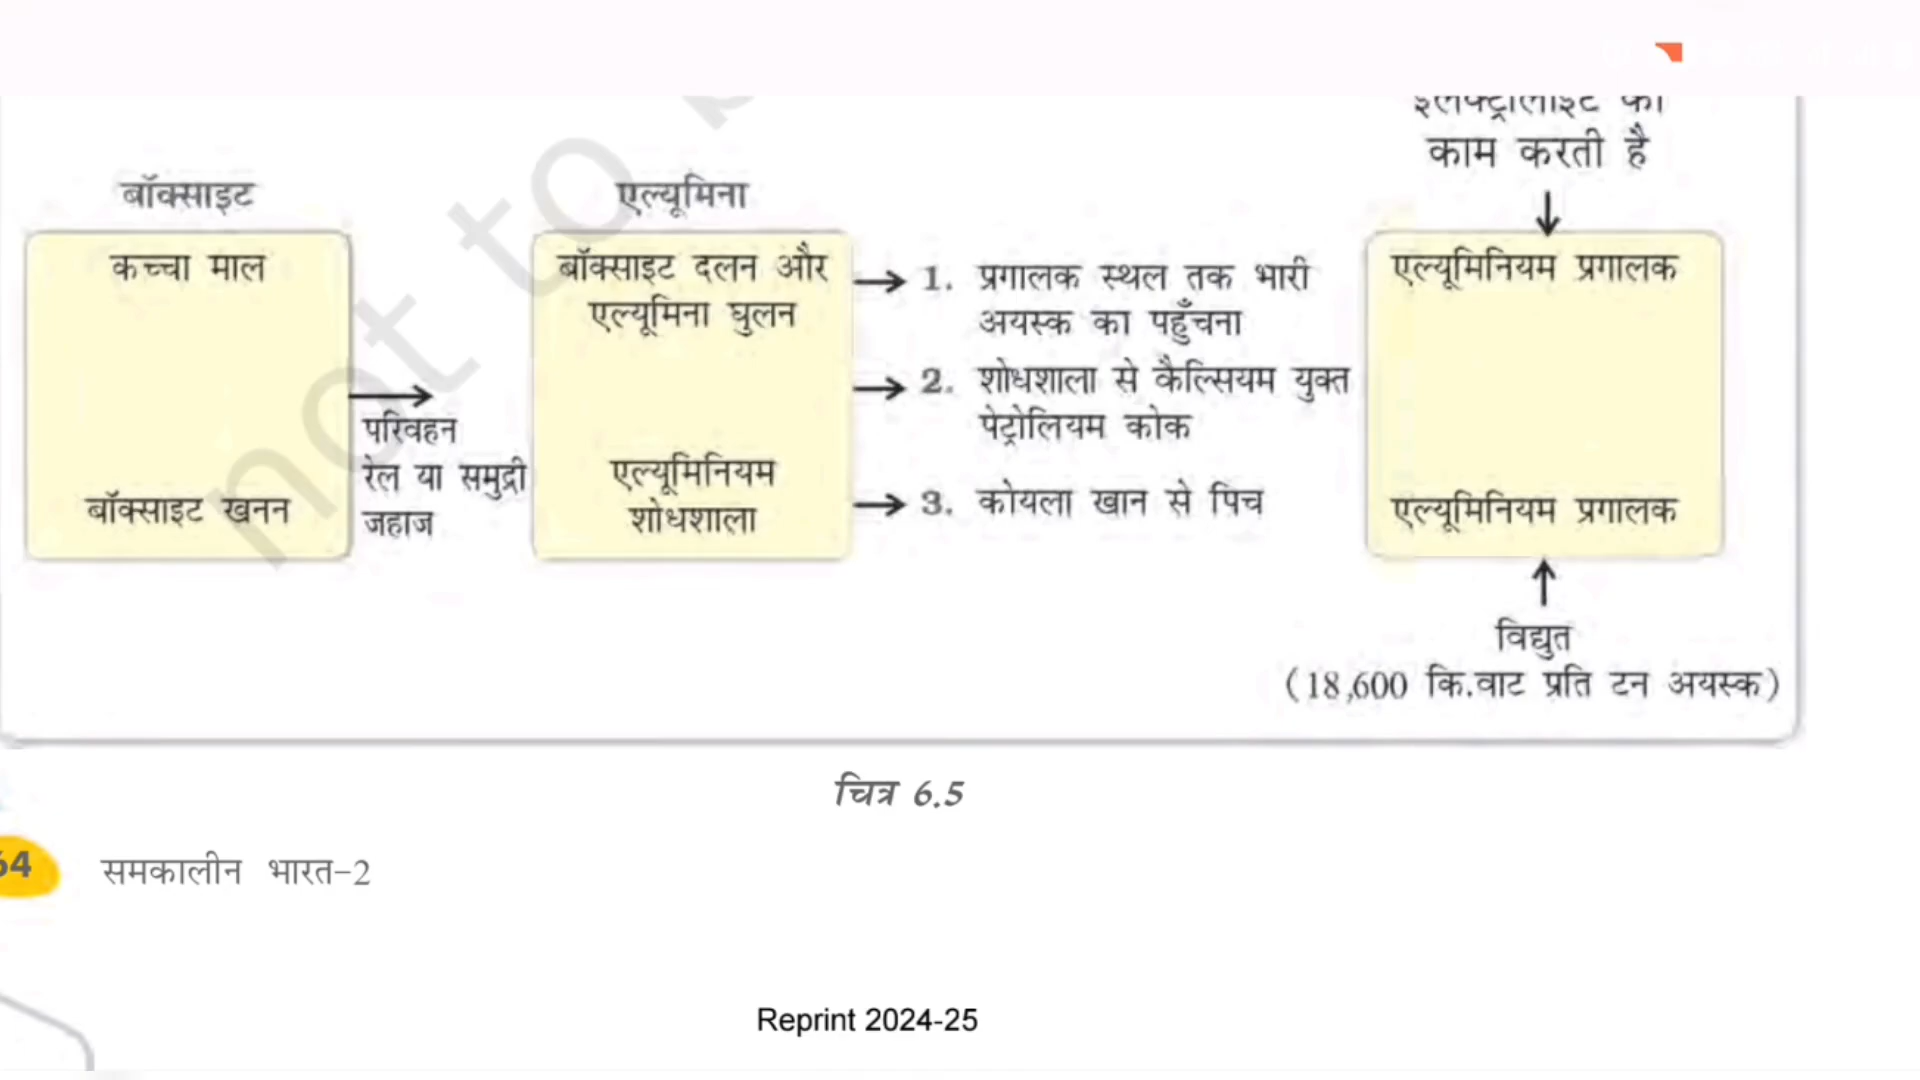 काम करती है
बॉक्साइट
एल्यूमिना
कच्चा माल
बॉक्साइट खनन
परिवहन
रेल या समुद्री
जहाज
बॉक्साइट दलन और
एल्यूमिना घुलन
एल्यूमिनियम
शोधशाला
1. प्रगालक स्थल तक भारी
अयस्क का पहुँचना
2. शोधशाला से कैल्सियम युक्त
पेट्रोलियम कोक
3. कोयला खान से पिच
एल्यूमिनियम प्रगालक
एल्यूमिनियम प्रगालक
विद्युत
(18,600 कि.वाट प्रति टन अयस्क)
चित्र 6.5
64 समकालीन भारत-2
Reprint 2024-25
not to